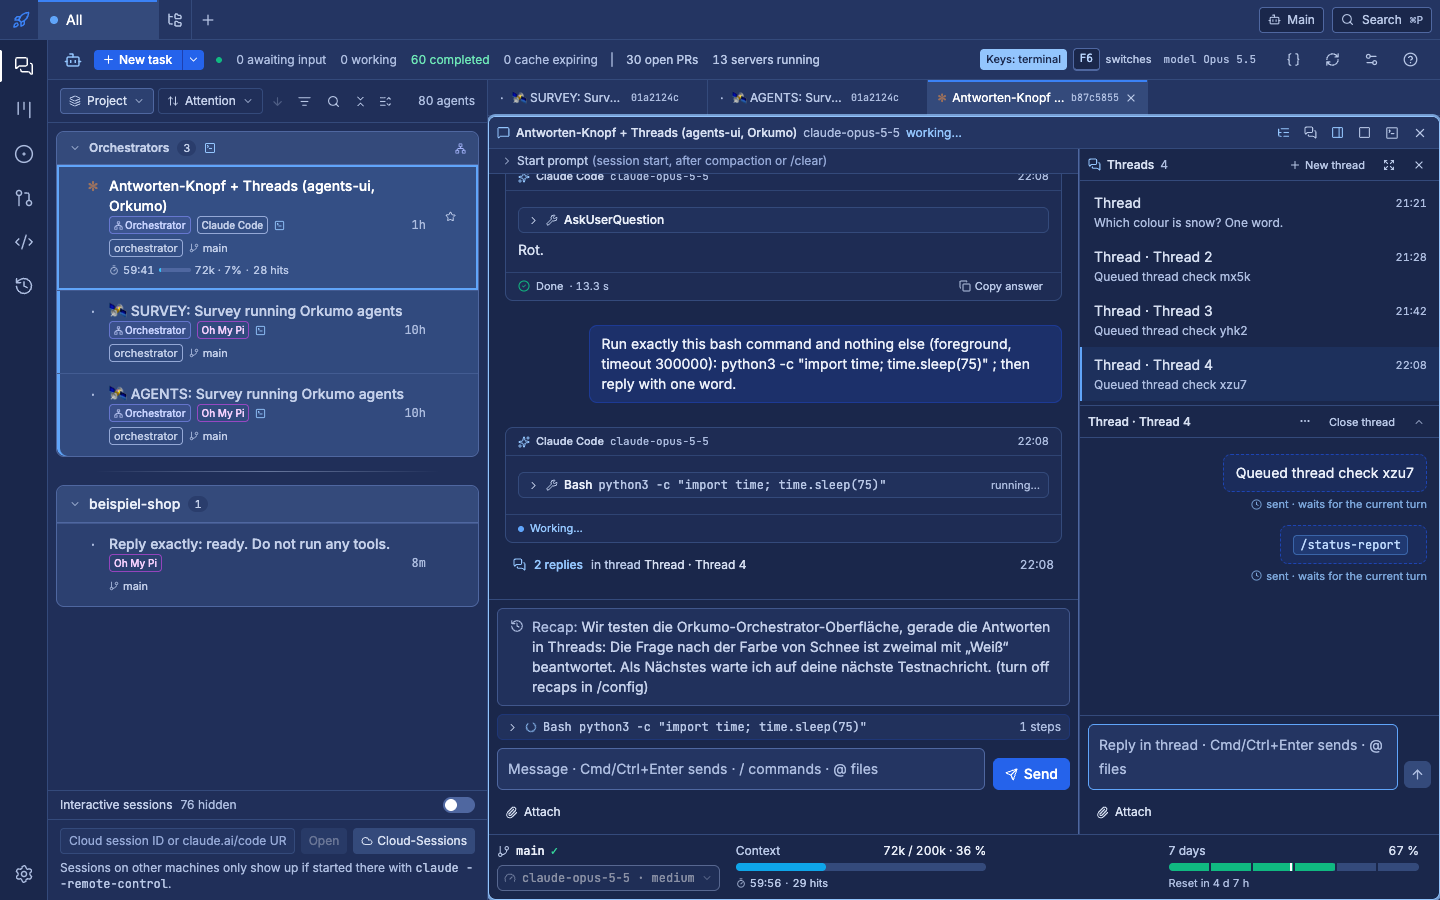 All
Main
Search ⌘P
+ New task
0 awaiting input
0 working
60 completed
0 cache expiring
30 open PRs
13 servers running
Keys: terminal
F6
switches
model Opus 5.5
Project
Attention
80 agents
Orchestrators 3
Antworten-Knopf + Threads (agents-ui,
Orkumo)
Orchestrator
Claude Code
1h
orchestrator
main
59:41
72k · 7% · 28 hits
SURVEY: Survey running Orkumo agents
Orchestrator
Oh My Pi
10h
orchestrator
main
AGENTS: Survey running Orkumo agents
Orchestrator
Oh My Pi
10h
orchestrator
main
beispiel-shop 1
Reply exactly: ready. Do not run any tools.
Oh My Pi
8m
main
Interactive sessions 76 hidden
Cloud session ID or claude.ai/code UR
Open
Cloud-Sessions
Sessions on other machines only show up if started there with claude -
-remote-control.
· SURVEY: Surv... 01a2124c
· AGENTS: Surv... 01a2124c
Antworten-Knopf ... b87c5855
Antworten-Knopf + Threads (agents-ui, Orkumo) claude-opus-5-5 working...
Start prompt (session start, after compaction or /clear)
Claude Code claude-opus-5-5 22:08
AskUserQuestion
Rot.
Done · 13.3 s
Copy answer
Run exactly this bash command and nothing else (foreground,
timeout 300000): python3 -c "import time; time.sleep(75)" ; then
reply with one word.
Claude Code claude-opus-5-5 22:08
Bash python3 -c "import time; time.sleep(75)" running...
Working...
2 replies in thread Thread · Thread 4 22:08
Recap: Wir testen die Orkumo-Orchestrator-Oberfläche, gerade die Antworten
in Threads: Die Frage nach der Farbe von Schnee ist zweimal mit „Weiß“
beantwortet. Als Nächstes warte ich auf deine nächste Testnachricht. (turn off
recaps in /config)
Bash python3 -c "import time; time.sleep(75)" 1 steps
Message · Cmd/Ctrl+Enter sends · / commands · @ files
Send
Attach
main ✓
claude-opus-5-5 · medium
Context 72k / 200k · 36 %
59:56 · 29 hits
7 days 67 %
Reset in 4 d 7 h
Threads 4
+ New thread
Thread 21:21
Which colour is snow? One word.
Thread · Thread 2 21:28
Queued thread check mx5k
Thread · Thread 3 21:42
Queued thread check yhk2
Thread · Thread 4 22:08
Queued thread check xzu7
Thread · Thread 4
Close thread
Queued thread check xzu7
sent · waits for the current turn
/status-report
sent · waits for the current turn
Reply in thread · Cmd/Ctrl+Enter sends · @
files
Attach